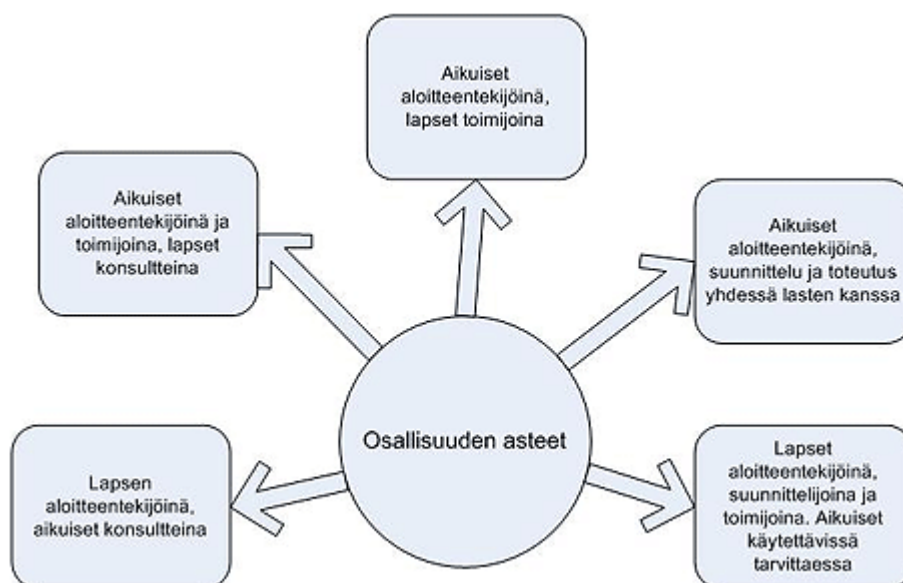 Aikuiset
aloitteentekijöinä,
lapset toimijoina
Aikuiset
aloitteentekijöinä ja
toimijoina, lapset
konsultteina
Aikuiset
aloitteentekijöinä,
suunnittelu ja toteutus
yhdessä lasten kanssa
Osallisuuden asteet
Lapsen
aloitteentekijöinä,
aikuiset konsultteina
Lapset
aloitteentekijöinä,
suunnittelijoina ja
toimijoina. Aikuiset
käytettävissä
tarvittaessa